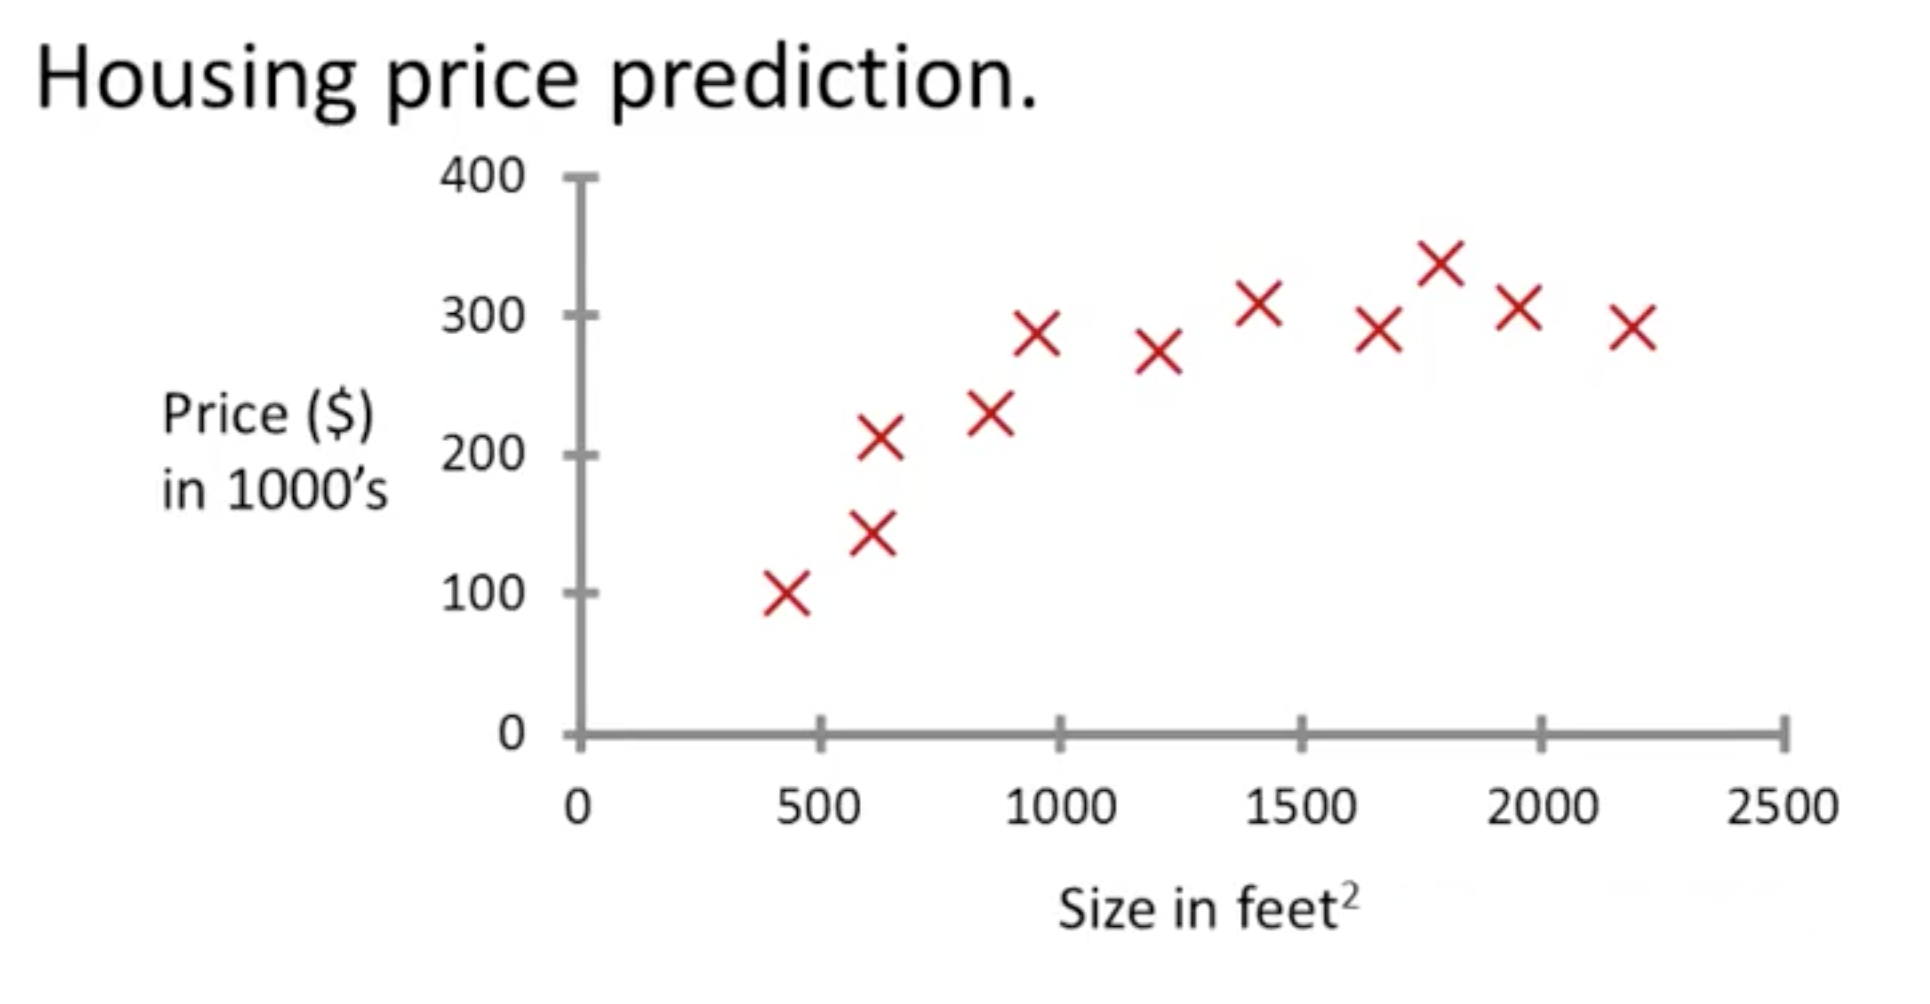 Housing price prediction.
400
300
Price ($)
200
in 1000’s
100
0
0 500 1000 1500 2000 2500
Size in feet²